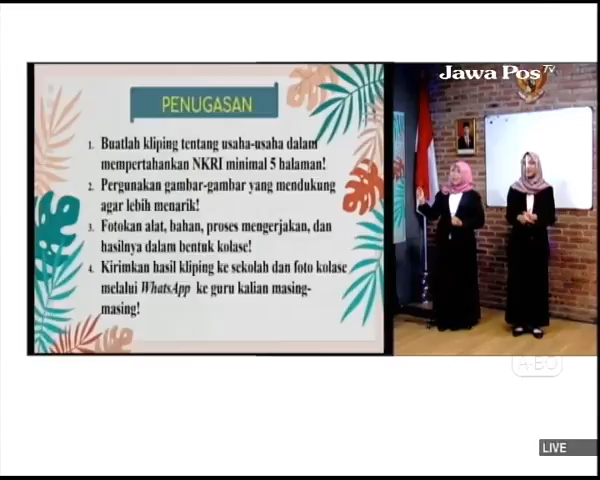 Jawa Pos TV
PENUGASAN
1. Buatlah kliping tentang usaha-usaha dalam
mempertahankan NKRI minimal 5 halaman!
2. Pergunakan gambar-gambar yang mendukung
agar lebih menarik!
3. Fotokan alat, bahan, proses mengerjakan, dan
hasilnya dalam bentuk kolase!
4. Kirimkan hasil kliping ke sekolah dan foto kolase
melalui WhatsApp ke guru kalian masing-
masing!
A-BO
LIVE